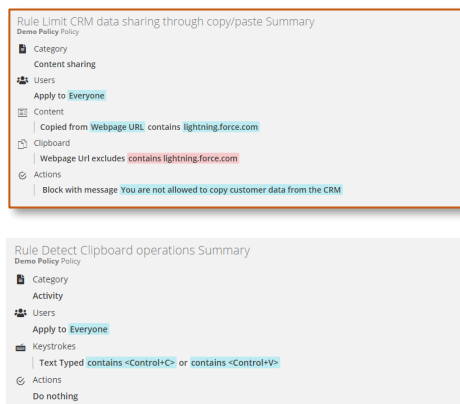 Rule Limit CRM data sharing through copy/paste Summary
Demo Policy Policy
Category
Content sharing
Users
Apply to Everyone
Content
Copied from Webpage URL contains lightning.force.com
Clipboard
Webpage Url excludes contains lightning.force.com
Actions
Block with message You are not allowed to copy customer data from the CRM
Rule Detect Clipboard operations Summary
Demo Policy Policy
Category
Activity
Users
Apply to Everyone
Keystrokes
Text Typed contains <Control+C> or contains <Control+V>
Actions
Do nothing